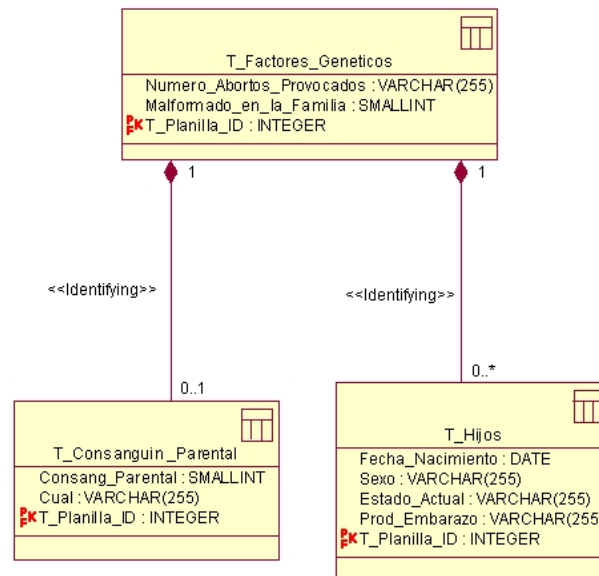 T_Factores_Geneticos
Numero_Abortos_Provocados : VARCHAR(255)
Malformado_en_la_Familia : SMALLINT
PFK T_Planilla_ID : INTEGER
1
1
<<Identifying>>
<<Identifying>>
0..1
0..*
T_Consanguin_Parental
Consang_Parental : SMALLINT
Cual : VARCHAR(255)
PFK T_Planilla_ID : INTEGER
T_Hijos
Fecha_Nacimiento : DATE
Sexo : VARCHAR(255)
Estado_Actual : VARCHAR(255)
Prod_Embarazo : VARCHAR(255
PFK T_Planilla_ID : INTEGER